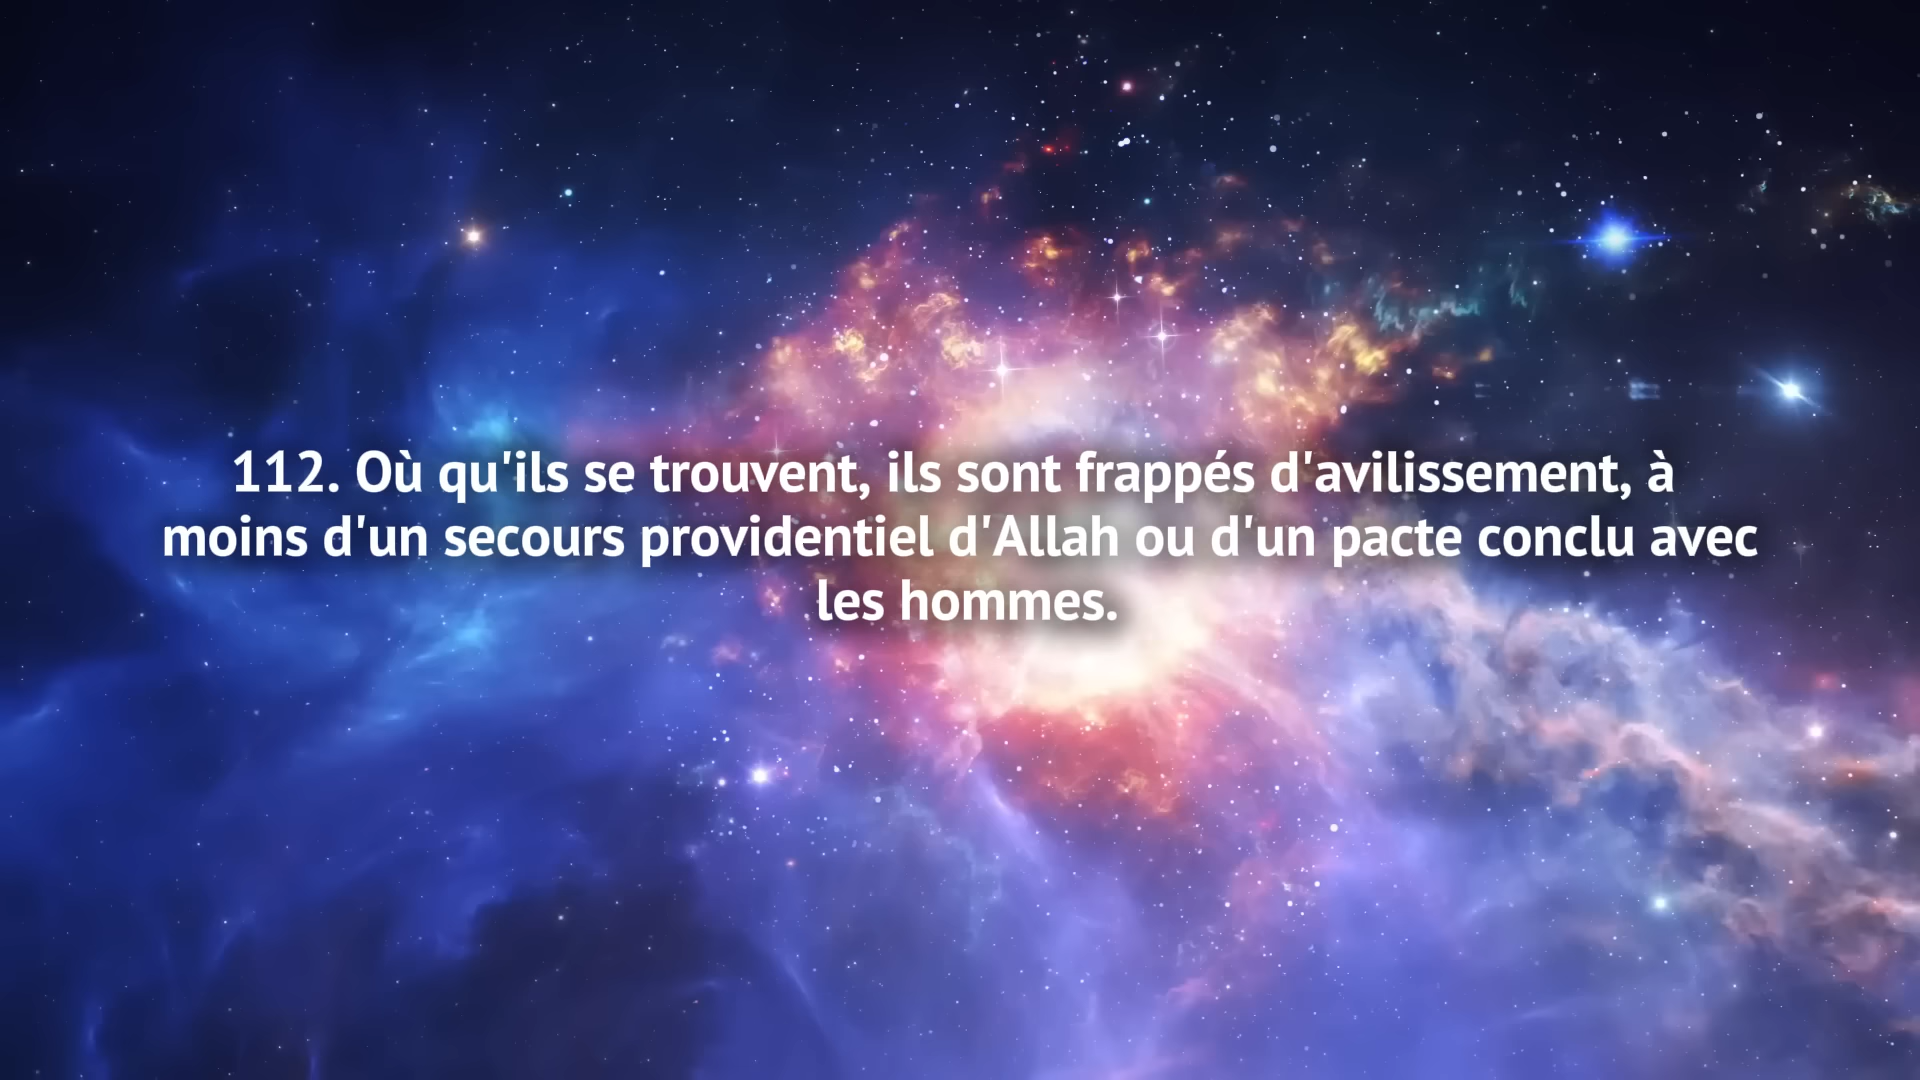 112. Où qu'ils se trouvent, ils sont frappés d'avilissement, à
moins d'un secours providentiel d'Allah ou d'un pacte conclu avec
les hommes.